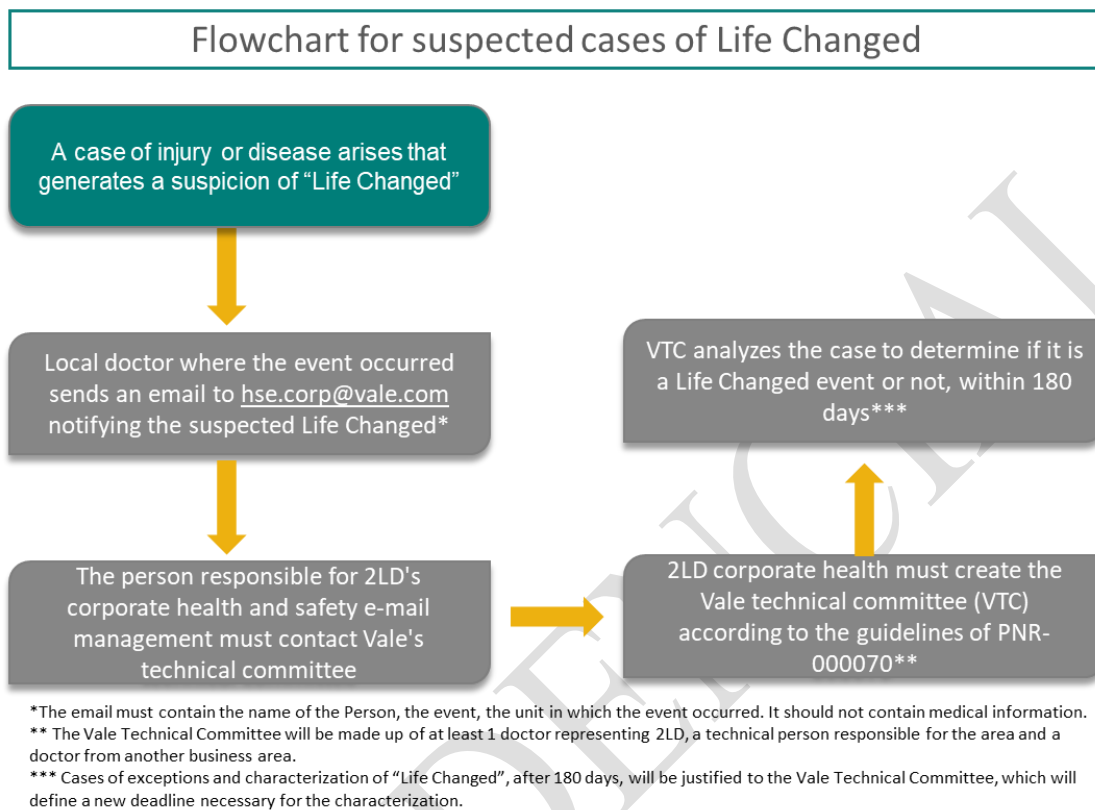 Flowchart for suspected cases of Life Changed
A case of injury or disease arises that
generates a suspicion of “Life Changed”
Local doctor where the event occurred
sends an email to hse.corp@vale.com
notifying the suspected Life Changed*
The person responsible for 2LD's
corporate health and safety e-mail
management must contact Vale's
technical committee
2LD corporate health must create the
Vale technical committee (VTC)
according to the guidelines of PNR-
000070**
VTC analyzes the case to determine if it is
a Life Changed event or not, within 180
days***
*The email must contain the name of the Person, the event, the unit in which the event occurred. It should not contain medical information.
** The Vale Technical Committee will be made up of at least 1 doctor representing 2LD, a technical person responsible for the area and a
doctor from another business area.
*** Cases of exceptions and characterization of “Life Changed”, after 180 days, will be justified to the Vale Technical Committee, which will
define a new deadline necessary for the characterization.